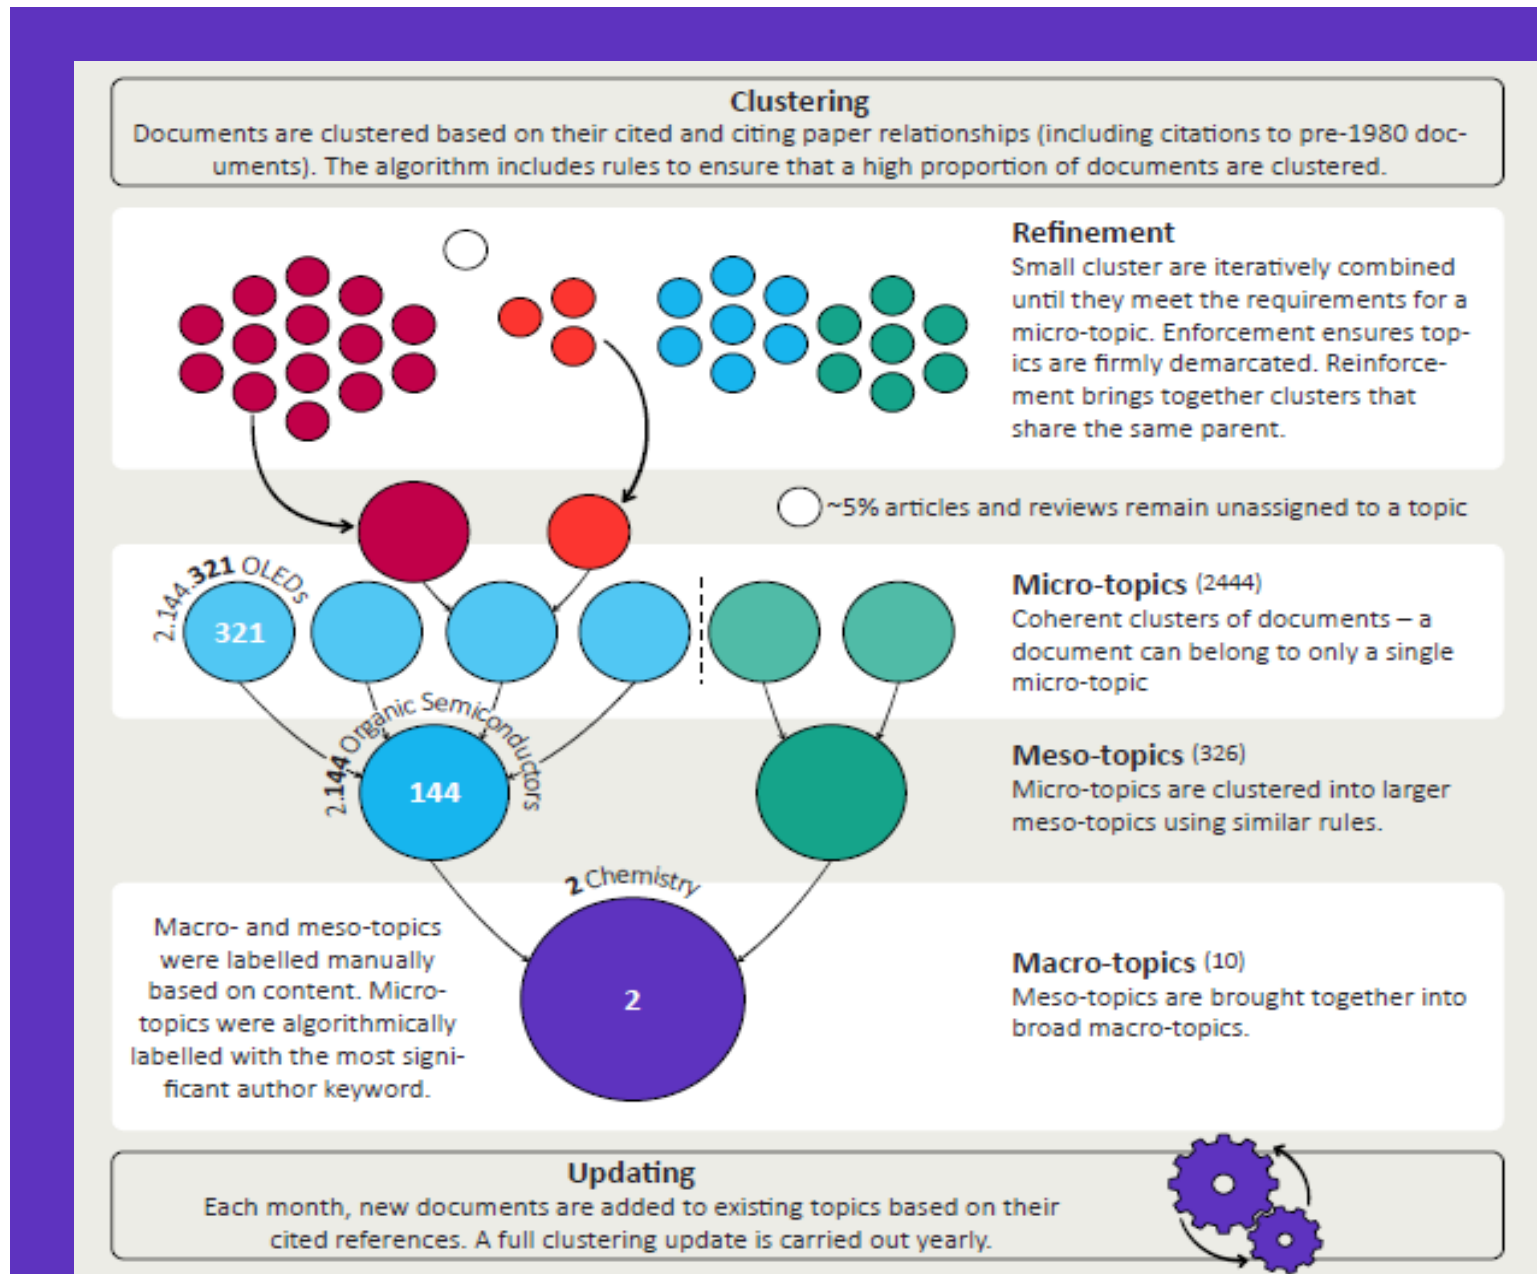 Clustering
Documents are clustered based on their cited and citing paper relationships (including citations to pre-1980 doc-
uments). The algorithm includes rules to ensure that a high proportion of documents are clustered.
Refinement
Small cluster are iteratively combined
until they meet the requirements for a
micro-topic. Enforcement ensures top-
ics are firmly demarcated. Reinforce-
ment brings together clusters that
share the same parent.
~5% articles and reviews remain unassigned to a topic
2.144.321 OLEDs
321
Micro-topics (2444)
Coherent clusters of documents – a
document can belong to only a single
micro-topic
2.144 Organic Semiconductors
144
Meso-topics (326)
Micro-topics are clustered into larger
meso-topics using similar rules.
2 Chemistry
2
Macro- and meso-topics
were labelled manually
based on content. Micro-
topics were algorithmically
labelled with the most signi-
ficant author keyword.
Macro-topics (10)
Meso-topics are brought together into
broad macro-topics.
Updating
Each month, new documents are added to existing topics based on their
cited references. A full clustering update is carried out yearly.